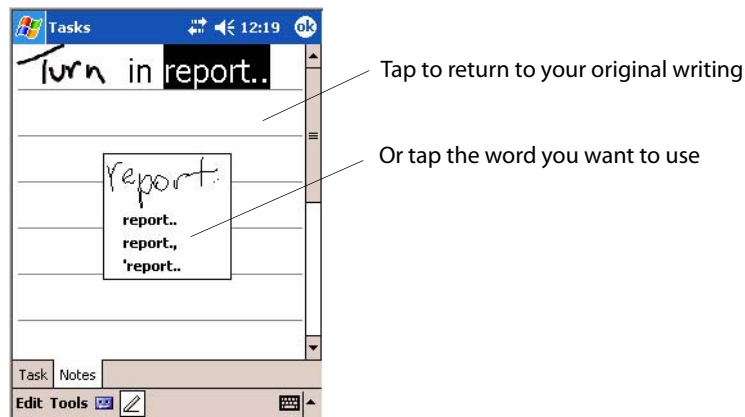 Tasks 12:19 ok
Turn in report..
Tap to return to your original writing
Or tap the word you want to use
report.
report..
report.,
'report..
Task Notes
Edit Tools